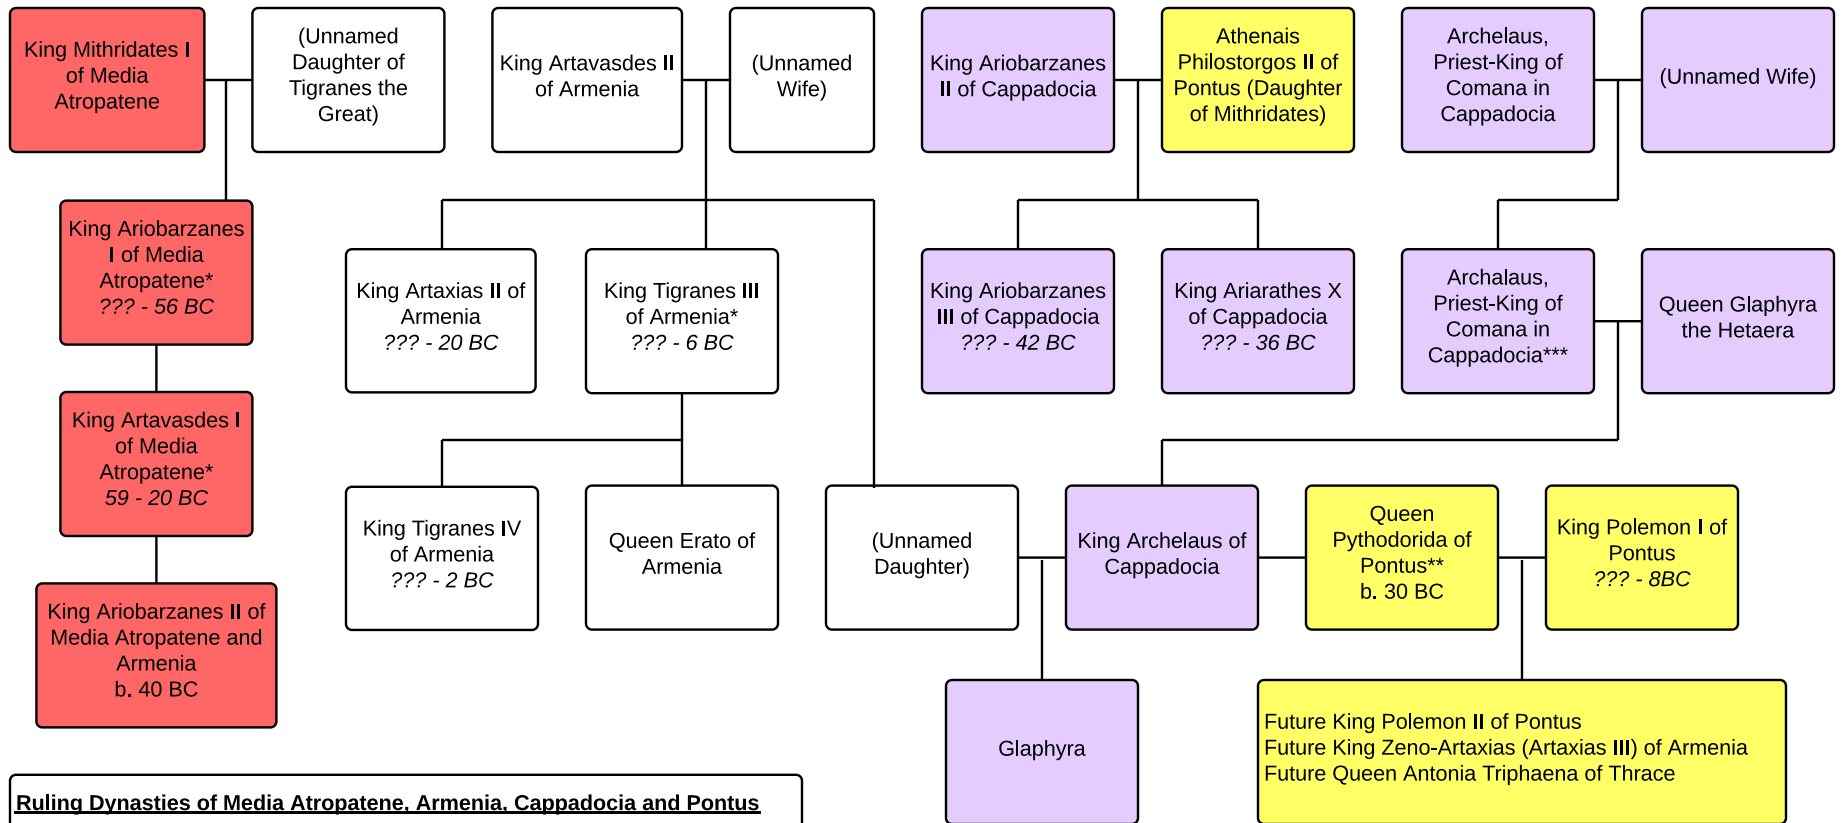 King Mithridates I
of Media
Atropatene
(Unnamed
Daughter of
Tigranes the
Great)
King Artavasdes II
of Armenia
(Unnamed
Wife)
King Ariobarzanes
II of Cappadocia
Athenais
Philostorgos II of
Pontus (Daughter
of Mithridates)
Archelaus,
Priest-King of
Comana in
Cappadocia
(Unnamed Wife)
King Ariobarzanes
I of Media
Atropatene*
??? - 56 BC
King Artaxias II of
Armenia
??? - 20 BC
King Tigranes III
of Armenia*
??? - 6 BC
King Ariobarzanes
III of Cappadocia
??? - 42 BC
King Ariarathes X
of Cappadocia
??? - 36 BC
Archalaus,
Priest-King of
Comana in
Cappadocia***
Queen Glaphyra
the Hetaera
King Artavasdes I
of Media
Atropatene*
59 - 20 BC
King Tigranes IV
of Armenia
??? - 2 BC
Queen Erato of
Armenia
(Unnamed
Daughter)
King Archelaus of
Cappadocia
Queen
Pythodorida of
Pontus**
b. 30 BC
King Polemon I of
Pontus
??? - 8BC
King Ariobarzanes II of
Media Atropatene and
Armenia
b. 40 BC
Glaphyra
Future King Polemon II of Pontus
Future King Zeno-Artaxias (Artaxias III) of Armenia
Future Queen Antonia Triphaena of Thrace
Ruling Dynasties of Media Atropatene, Armenia, Cappadocia and Pontus